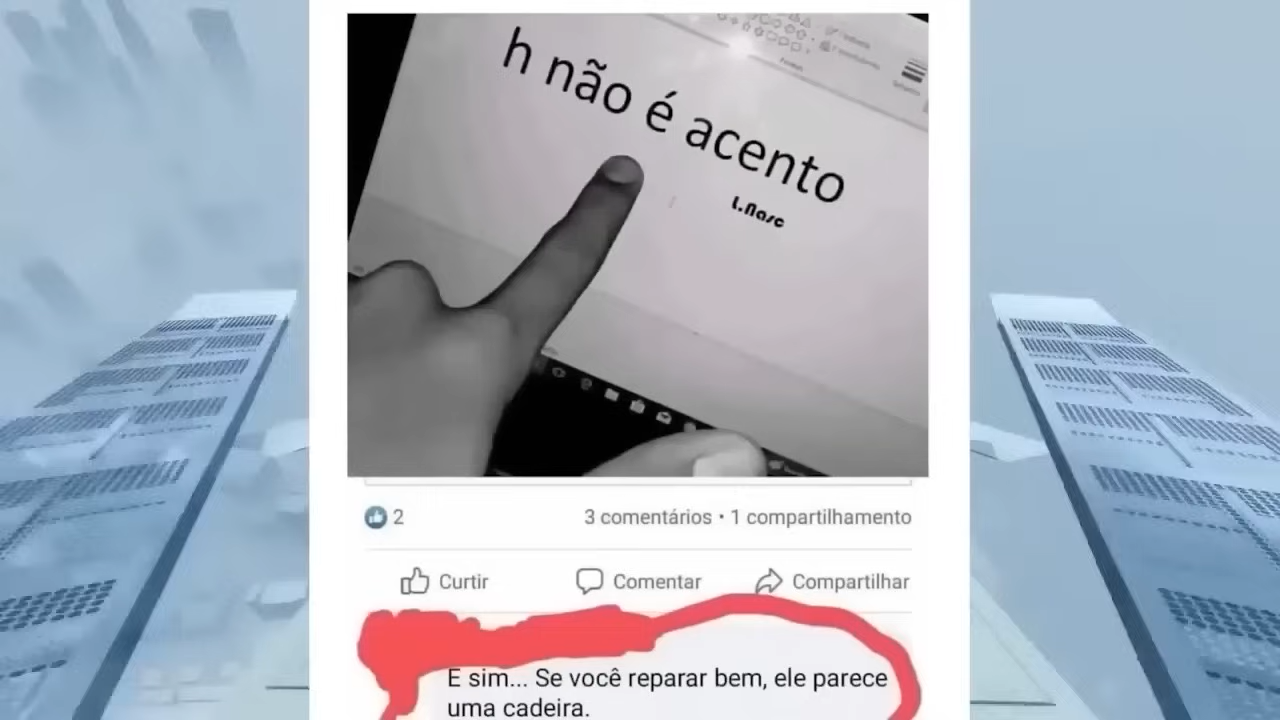 h não é acento
L.Nasc
2
3 comentários • 1 compartilhamento
Curtir
Comentar
Compartilhar
E sim... Se você reparar bem, ele parece
uma cadeira.